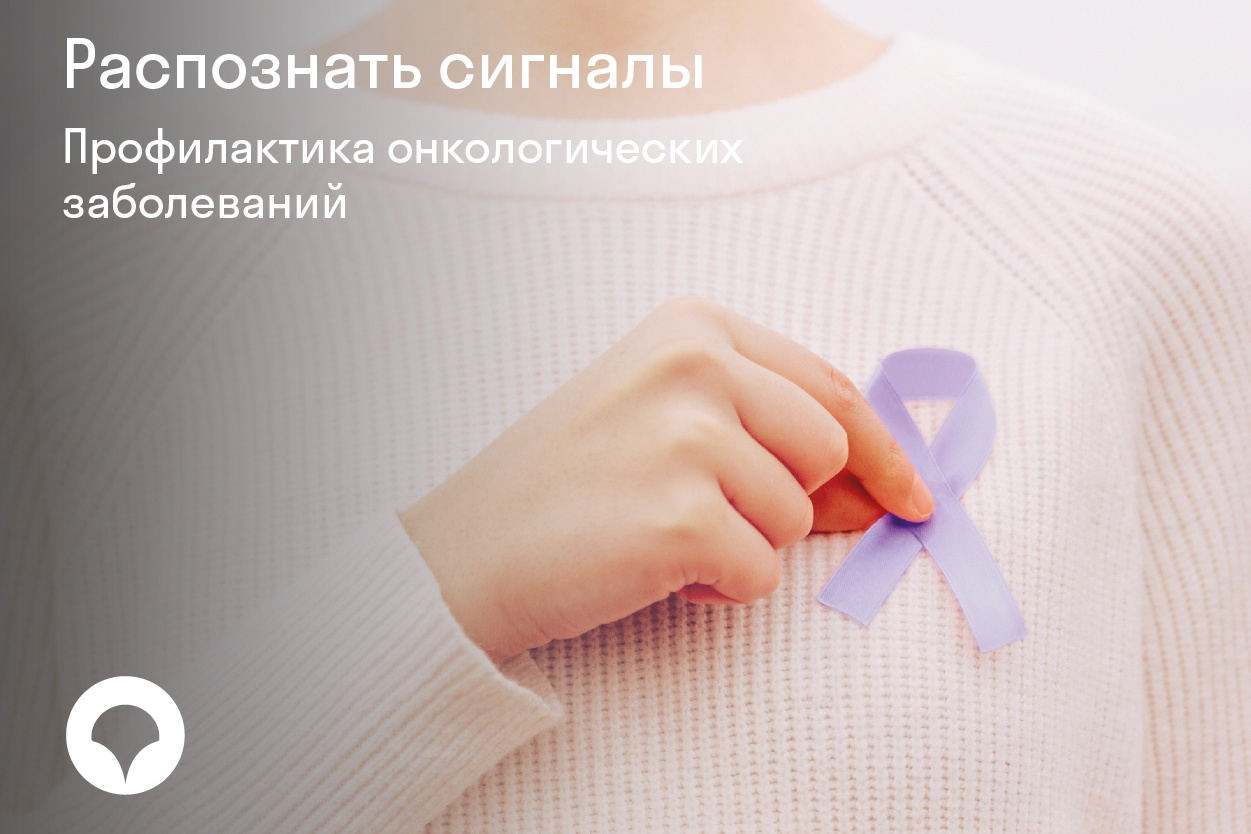 Распознать сигналы
Профилактика онкологических
заболеваний